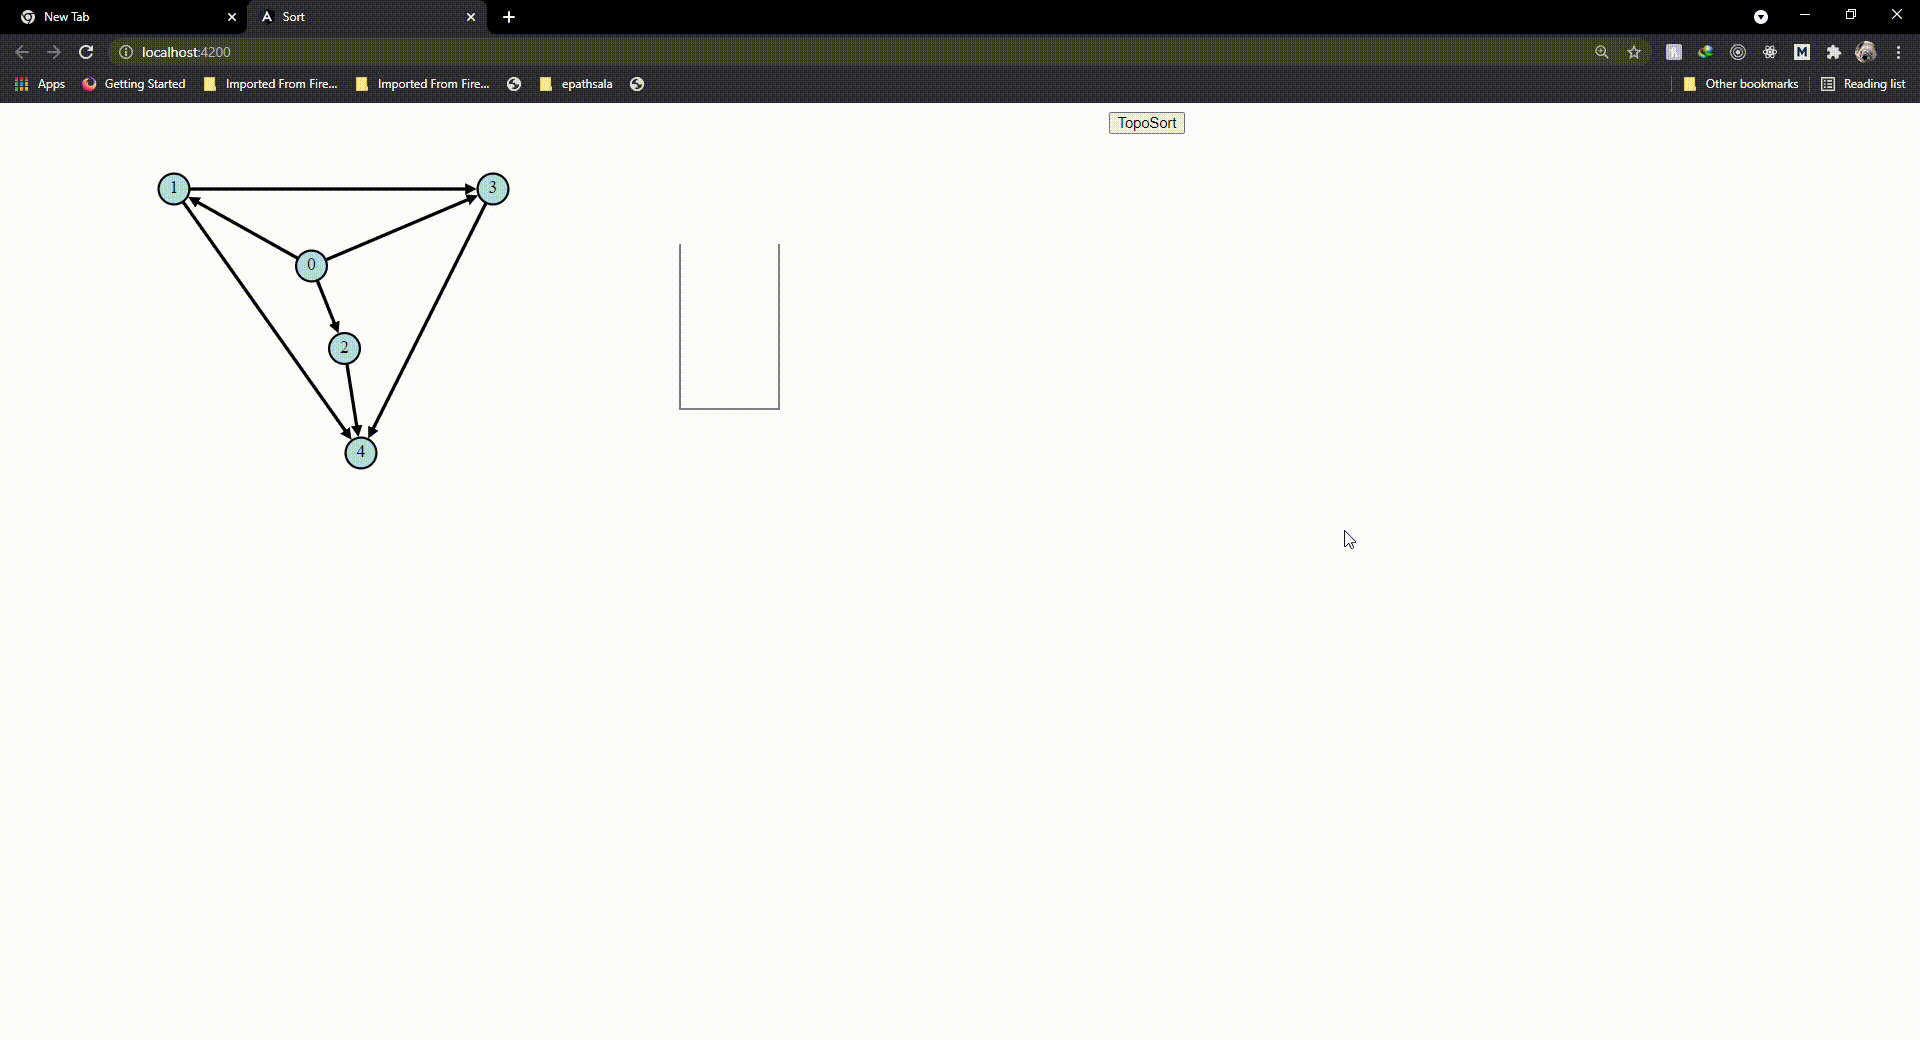 New Tab
Sort
localhost:4200
Apps
Getting Started
Imported From Fire...
Imported From Fire...
epathsala
Other bookmarks
Reading list
TopoSort
1
3
0
2
4